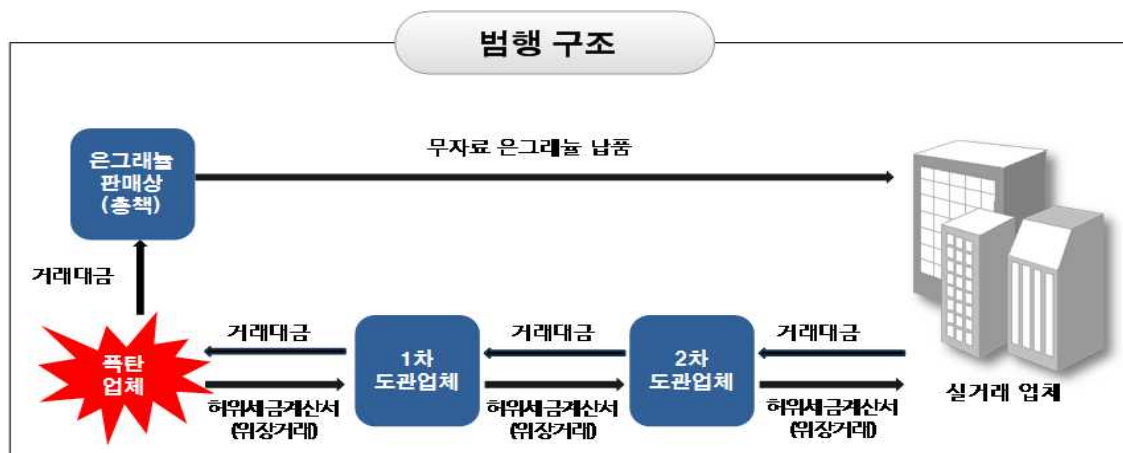 범행 구조
은그래뉼
판매상
(총책)
무자료 은그래뉼 납품
거래대금
폭탄
업체
거래대금
허위세금계산서
(위장거래)
1차
도관업체
거래대금
허위세금계산서
(위장거래)
2차
도관업체
거래대금
허위세금계산서
(위장거래)
실거래 업체